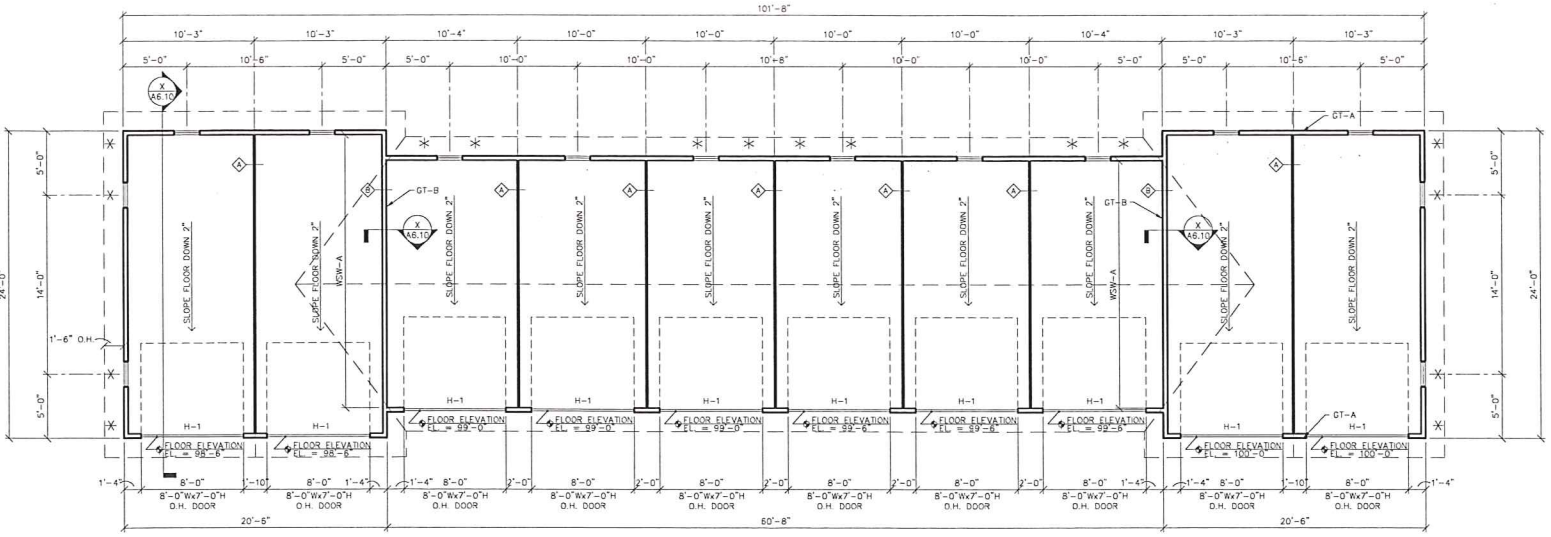 101'-8"
10'-3" 10'-3" 10'-4" 10'-0" 10'-0" 10'-0" 10'-0" 10'-4" 10'-3" 10'-3"
5'-0" 10'-6" 5'-0" 5'-0" 10'-0" 10'-0" 10'-8" 10'-0" 10'-0" 5'-0" 5'-0" 10'-6" 5'-0"
X
A6.10
GT-A
5'-0" 5'-0"
A A A A A A
B B
GT-B GT-B
X X
A6.10 A6.10
SLOPE FLOOR DOWN 2" SLOPE FLOOR DOWN 2" SLOPE FLOOR DOWN 2" SLOPE FLOOR DOWN 2" SLOPE FLOOR DOWN 2" SLOPE FLOOR DOWN 2" SLOPE FLOOR DOWN 2" SLOPE FLOOR DOWN 2" SLOPE FLOOR DOWN 2" SLOPE FLOOR DOWN 2"
WSW-A WSW-A
24'-0" 14'-0" 14'-0" 24'-0"
1'-6" O.H.
5'-0" 5'-0"
H-1 H-1 H-1 H-1 H-1 H-1
GT-A
H-1 H-1 H-1 H-1
FLOOR ELEVATION
EL. = 99'-0"
FLOOR ELEVATION
EL. = 99'-0"
FLOOR ELEVATION
EL. = 99'-0"
FLOOR ELEVATION
EL. = 99'-6"
FLOOR ELEVATION
EL. = 99'-6"
FLOOR ELEVATION
EL. = 99'-6"
FLOOR ELEVATION
EL. = 98'-6"
FLOOR ELEVATION
EL. = 98'-6"
FLOOR ELEVATION
EL. = 100'-0"
FLOOR ELEVATION
EL. = 100'-0"
1'-4" 8'-0" 1'-10" 8'-0" 1'-4" 1'-4" 8'-0" 2'-0" 8'-0" 2'-0" 8'-0" 2'-0" 8'-0" 2'-0" 8'-0" 2'-0" 8'-0" 1'-4" 1'-4" 8'-0" 1'-10" 8'-0" 1'-4"
8'-0"Wx7'-0"H 8'-0"Wx7'-0"H 8'-0"Wx7'-0"H 8'-0"Wx7'-0"H 8'-0"Wx7'-0"H 8'-0"Wx7'-0"H 8'-0"Wx7'-0"H 8'-0"Wx7'-0"H 8'-0"Wx7'-0"H 8'-0"Wx7'-0"H
O.H. DOOR O.H. DOOR O.H. DOOR O.H. DOOR O.H. DOOR O.H. DOOR O.H. DOOR O.H. DOOR O.H. DOOR O.H. DOOR
20'-6" 60'-8" 20'-6"